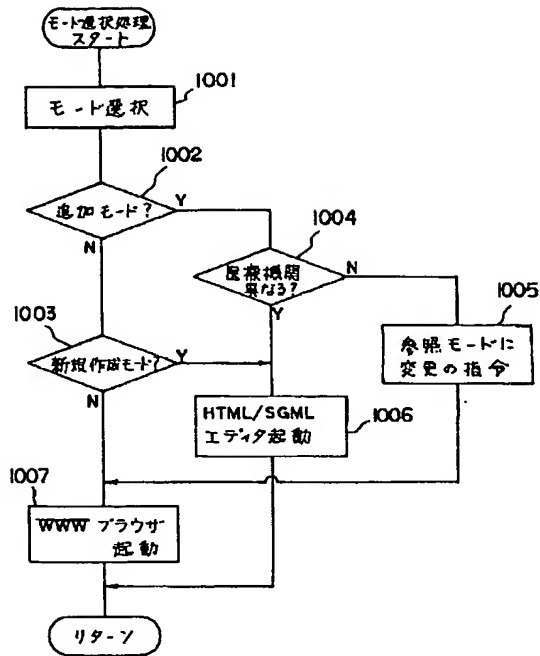 モード選択処理
スタート
1001
モード選択
1002
追加モード?
Y
N
1004
医療機関
異なる?
N
Y
1005
参照モードに
変更の指令
1003
新規作成モード?
Y
N
HTML/SGML
エディタ起動
1006
1007
WWW ブラウザ
起動
リターン